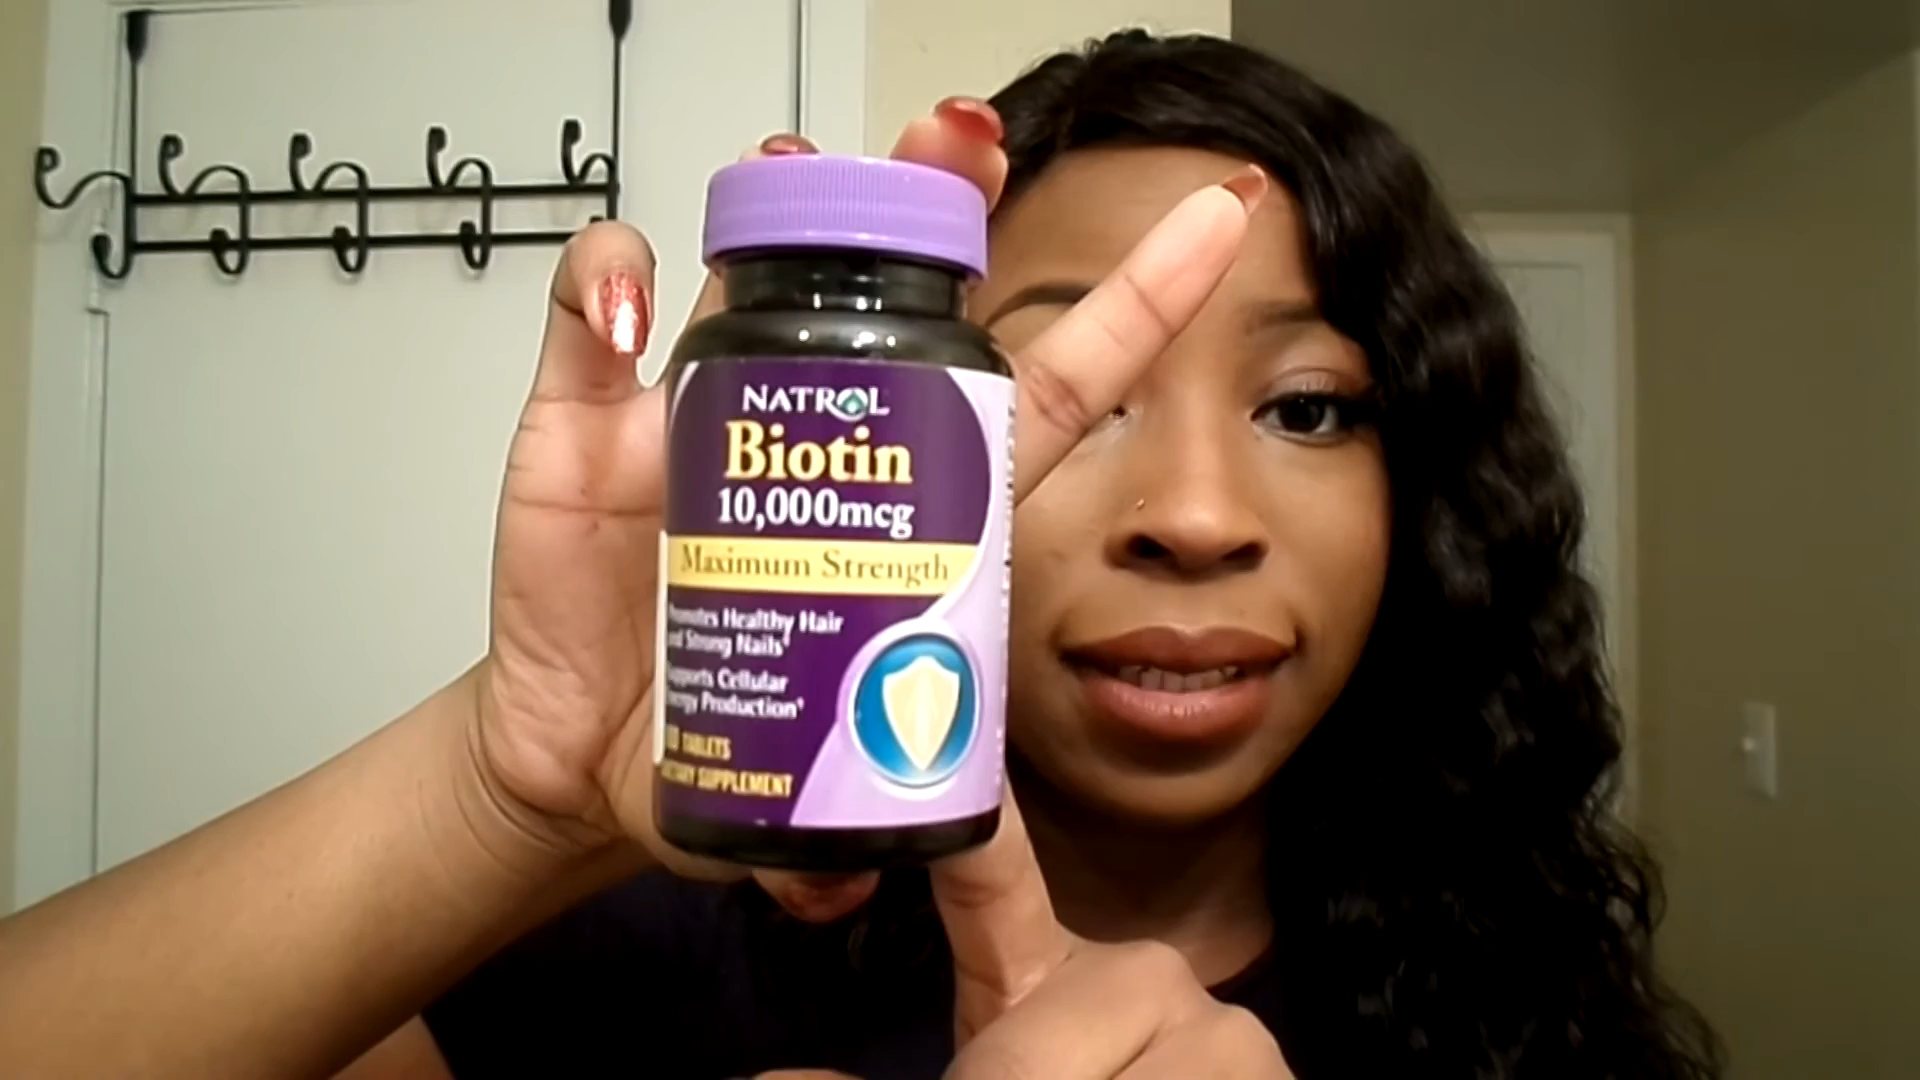 NATROL
Biotin
10,000mcg
Maximum Strength
Healthy Hair
Strong Nails†
Cellular
Production†
TABLETS
SUPPLEMENT